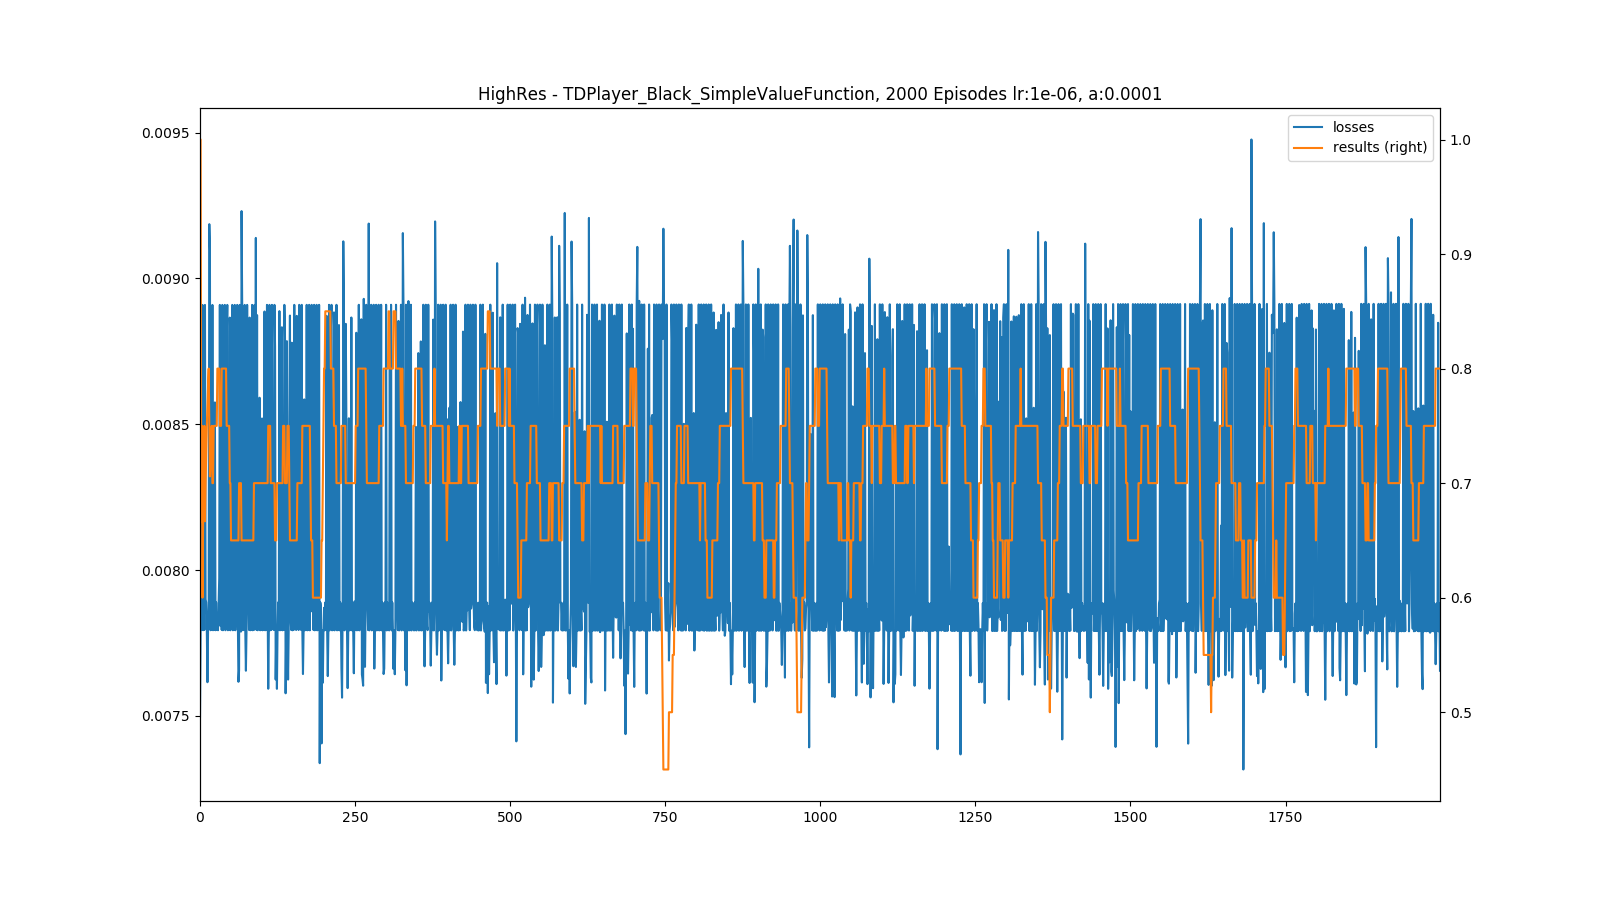 HighRes - TDPlayer_Black_SimpleValueFunction, 2000 Episodes lr:1e-06, a:0.0001
losses
results (right)
0.0095
0.0090
0.0085
0.0080
0.0075
1.0
0.9
0.8
0.7
0.6
0.5
0 250 500 750 1000 1250 1500 1750